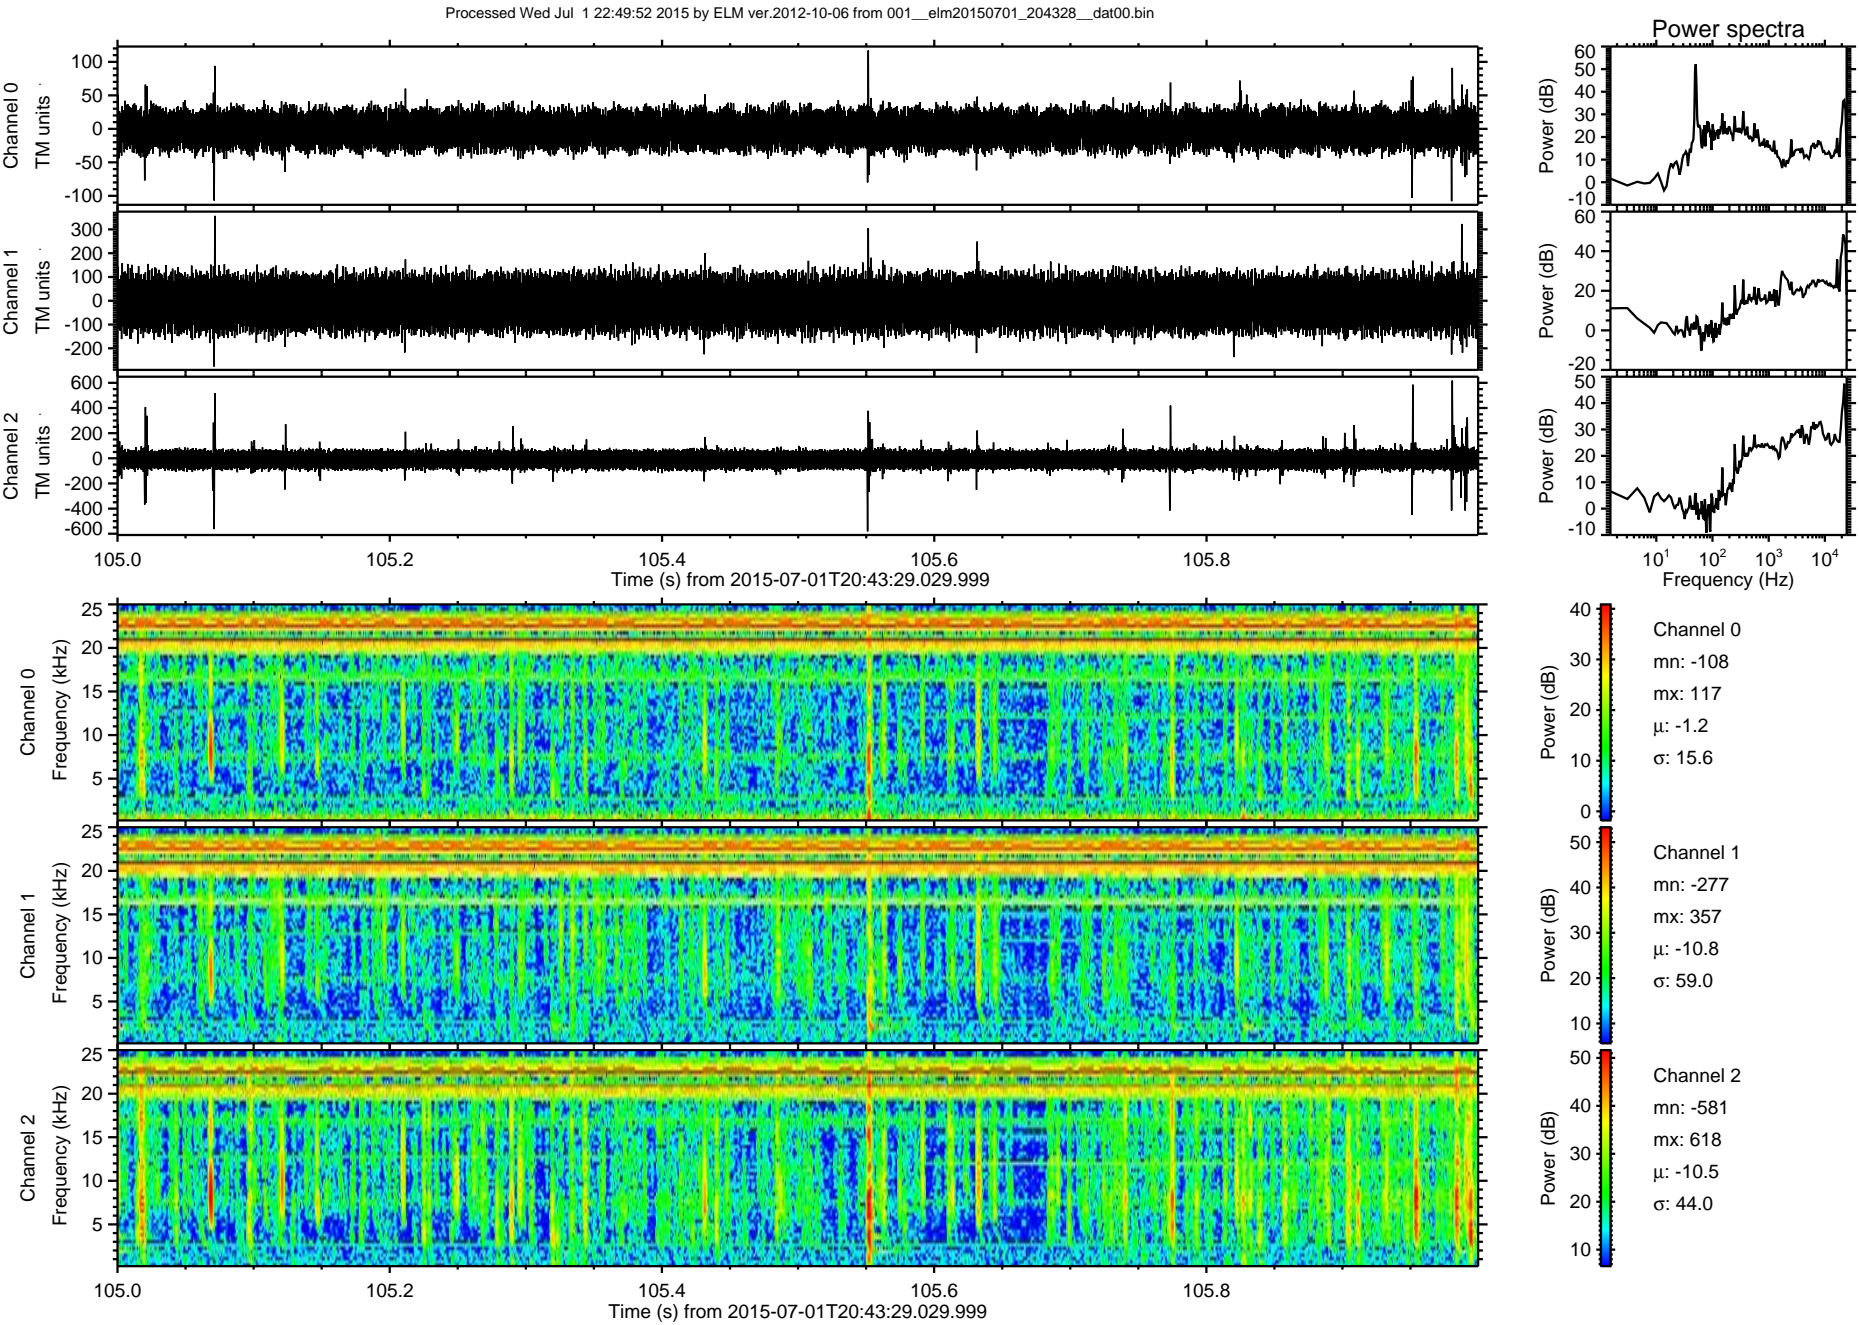 Processed Wed Jul  1 22:49:52 2015 by ELM ver.2012-10-06 from 001__elm20150701_204328__dat00.bin
Power spectra
Channel 0
TM units
100
50
0
-50
-100
Power (dB)
60
50
40
30
20
10
0
-10
Channel 1
TM units
300
200
100
0
-100
-200
Power (dB)
60
40
20
0
-20
Channel 2
TM units
600
400
200
0
-200
-400
-600
Power (dB)
50
40
30
20
10
0
-10
105.0 105.2 105.4 105.6 105.8
Time (s) from 2015-07-01T20:43:29.029.999
10¹ 10² 10³ 10⁴
Frequency (Hz)
Channel 0
Frequency (kHz)
25
20
15
10
5
Power (dB)
40
30
20
10
0
Channel 0
mn: -108
mx: 117
μ: -1.2
σ: 15.6
Channel 1
Frequency (kHz)
25
20
15
10
5
Power (dB)
50
40
30
20
10
Channel 1
mn: -277
mx: 357
μ: -10.8
σ: 59.0
Channel 2
Frequency (kHz)
25
20
15
10
5
Power (dB)
50
40
30
20
10
Channel 2
mn: -581
mx: 618
μ: -10.5
σ: 44.0
105.0 105.2 105.4 105.6 105.8
Time (s) from 2015-07-01T20:43:29.029.999